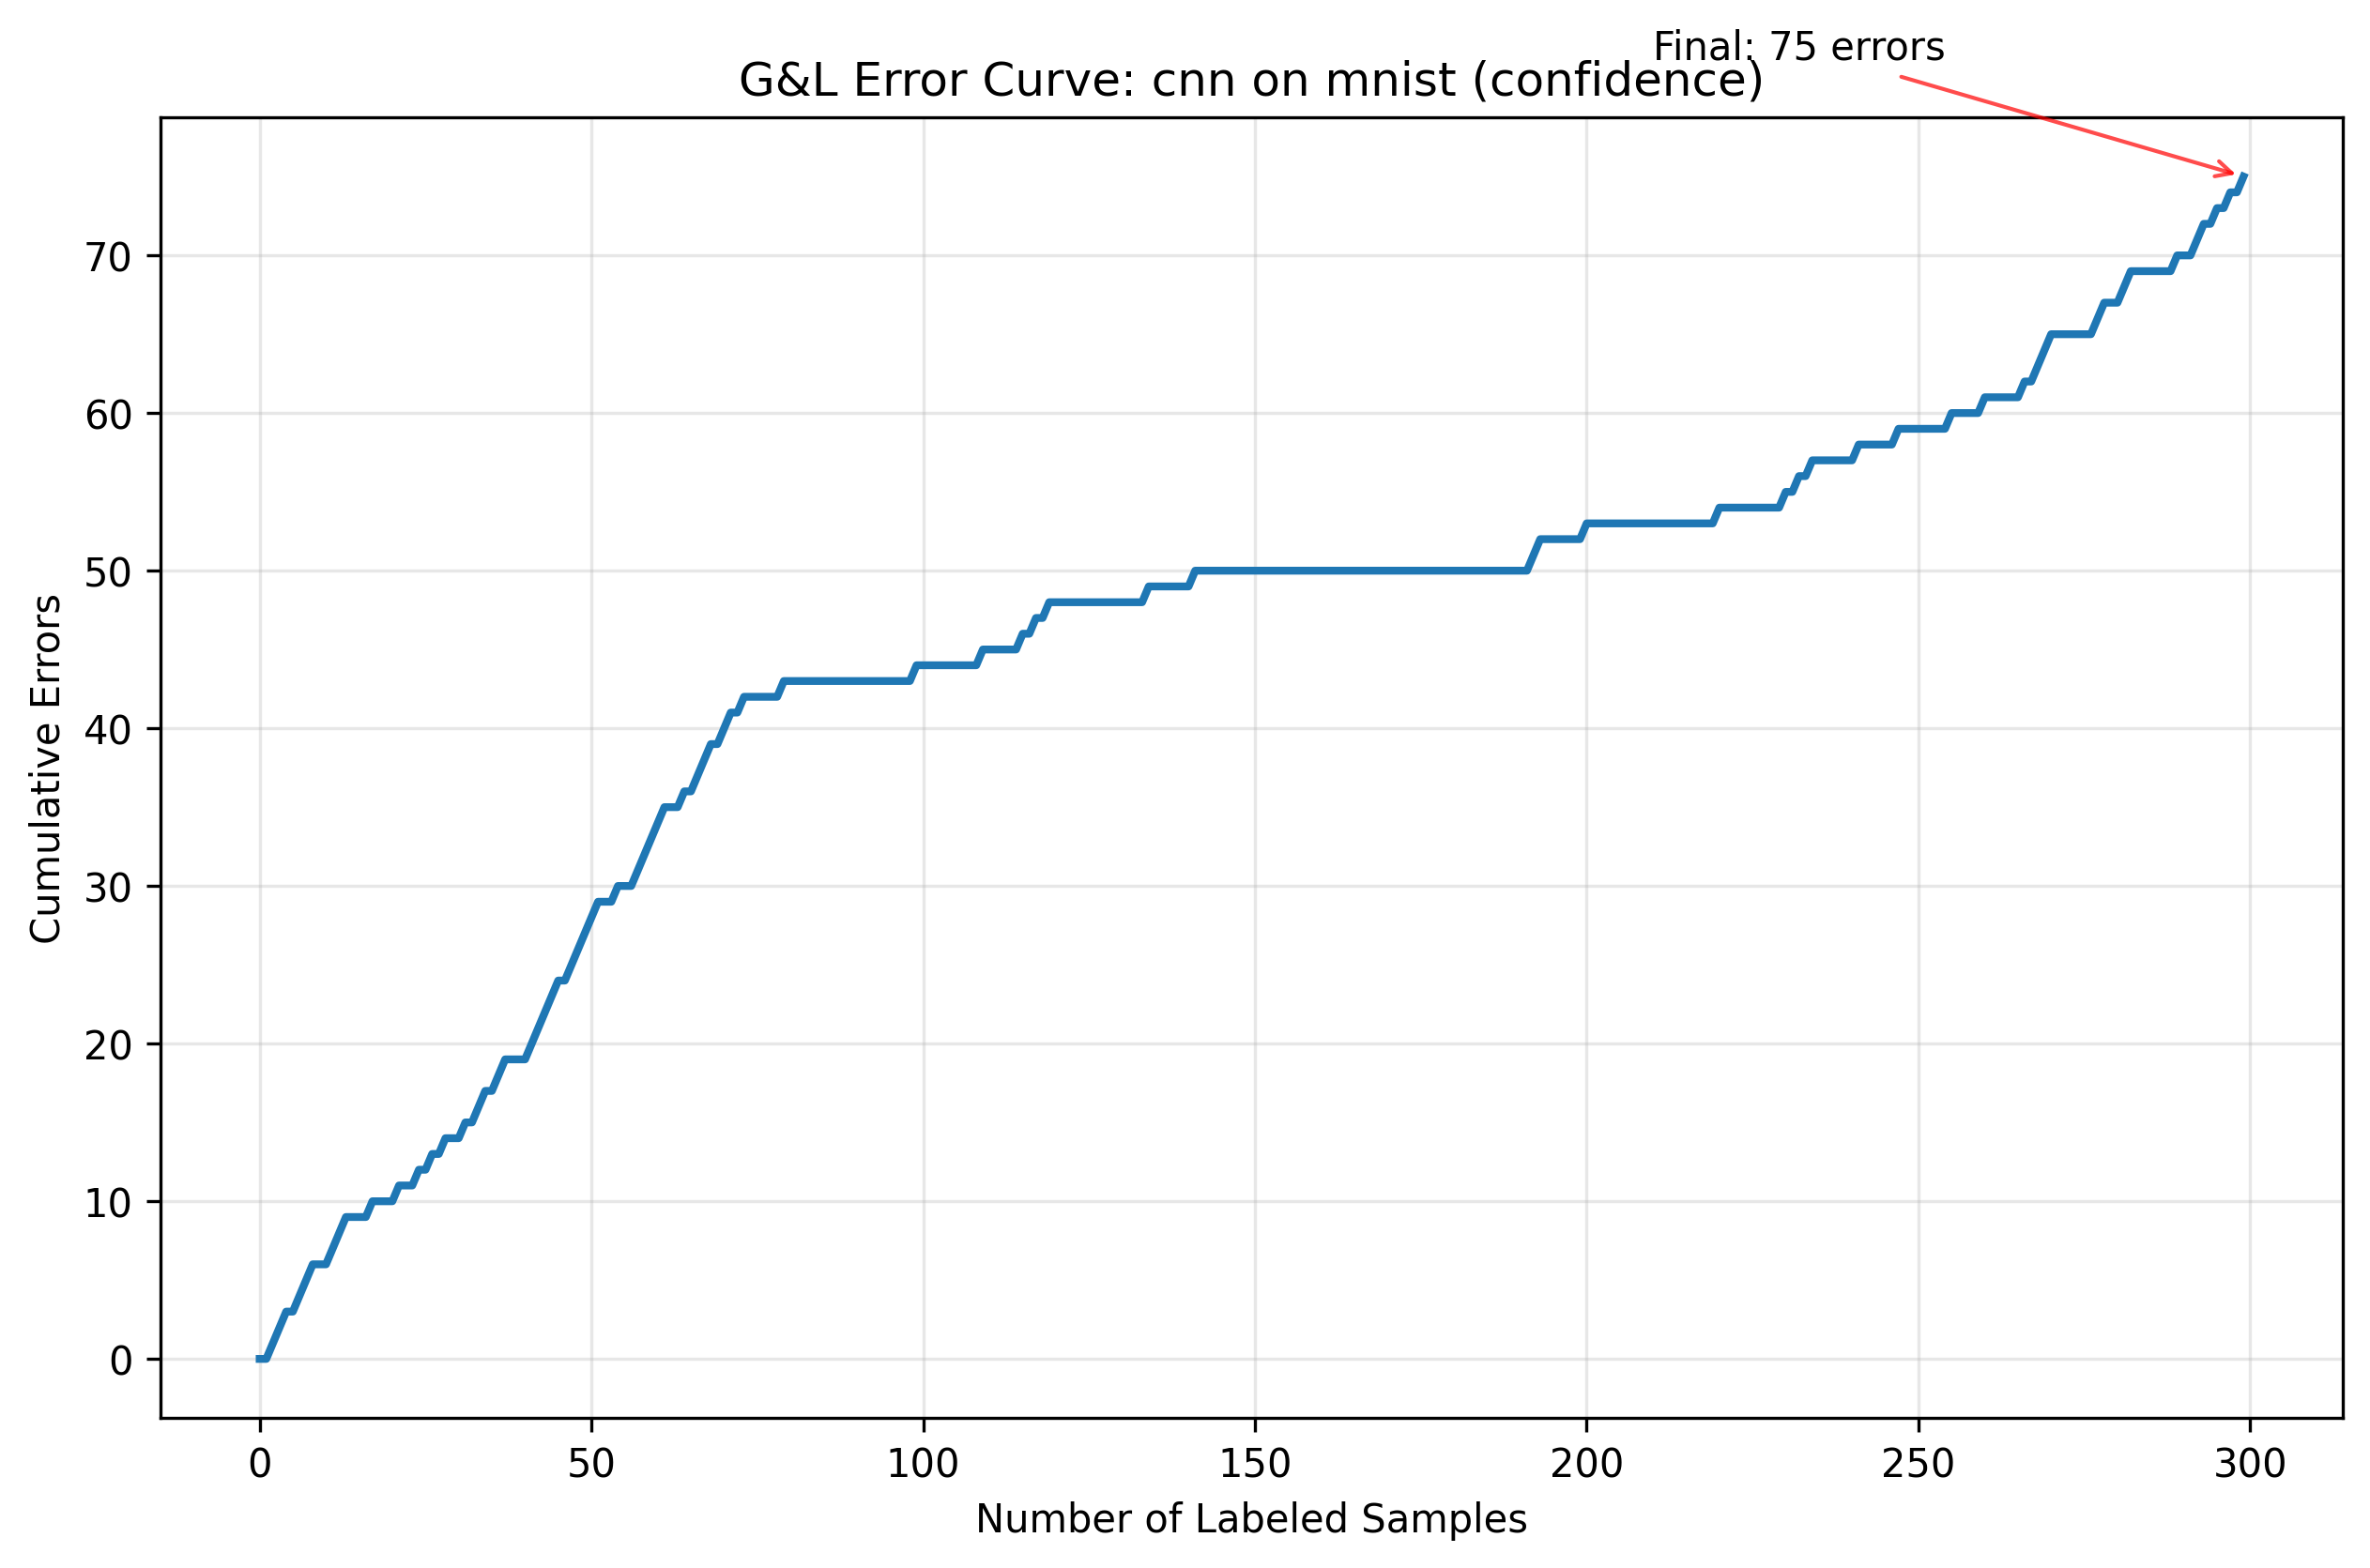 Final: 75 errors
G&L Error Curve: cnn on mnist (confidence)
Cumulative Errors
70
60
50
40
30
20
10
0
0 50 100 150 200 250 300
Number of Labeled Samples